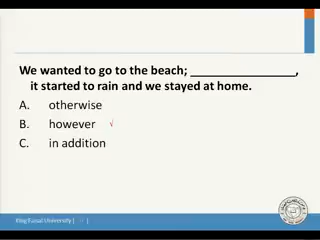 We wanted to go to the beach; ________________,
it started to rain and we stayed at home.
A. otherwise
B. however √
C. in addition
King Faisal University | |